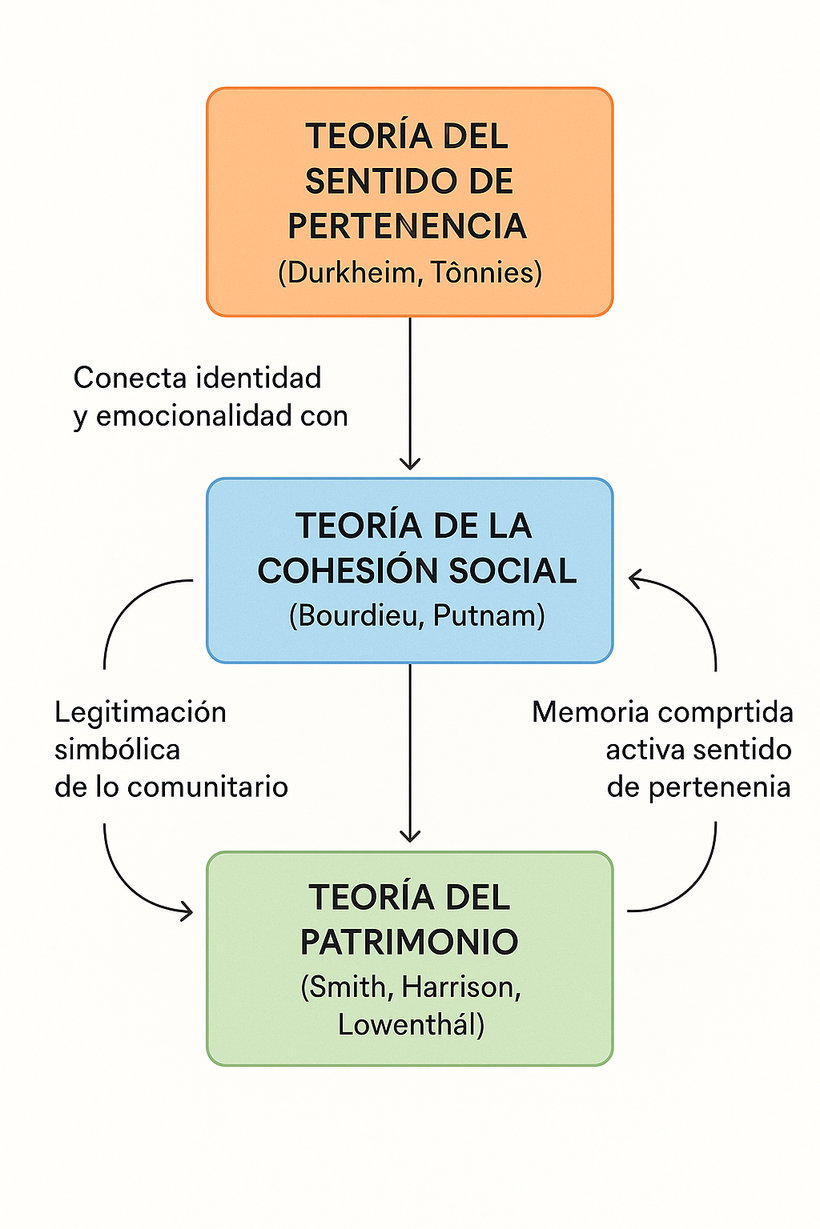 TEORÍA DEL
SENTIDO DE
PERTENENCIA
(Durkheim, Tônnies)
Conecta identidad
y emocionalidad con
TEORÍA DE LA
COHESIÓN SOCIAL
(Bourdieu, Putnam)
Legitimación
simbólica
de lo comunitario
Memoria comprtida
activa sentido
de pertenenia
TEORÍA DEL
PATRIMONIO
(Smith, Harrison,
Lowenthál)